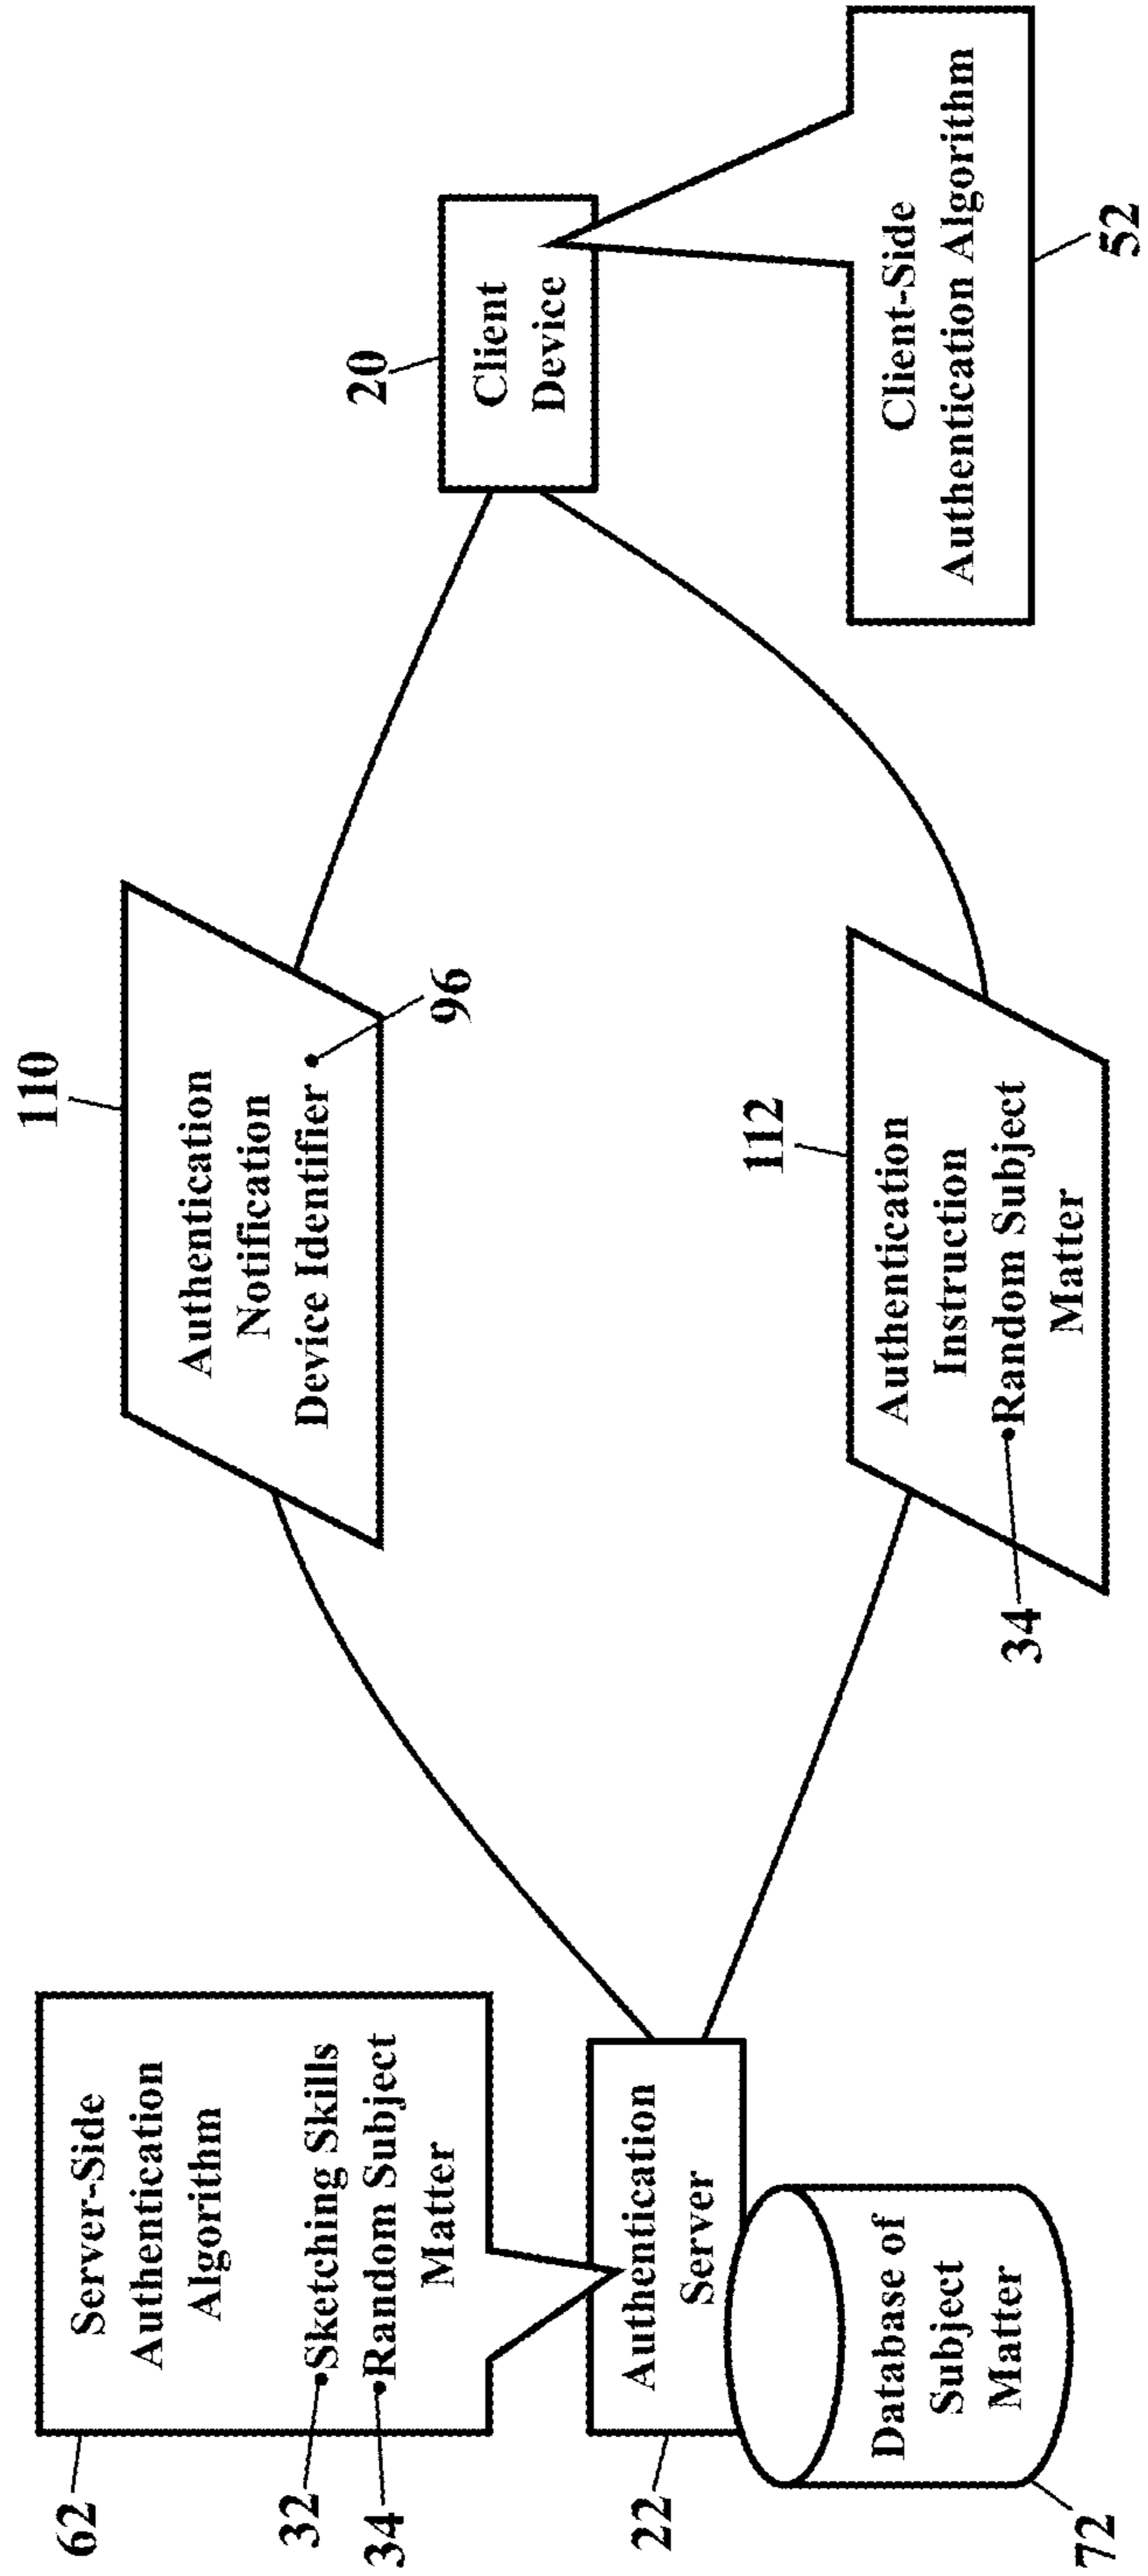 62
Server-Side
Authentication
Algorithm
32
Sketching Skills
34
Random Subject
Matter
22
Authentication
Server
72
Database of
Subject
Matter
110
Authentication
Notification
Device Identifier
96
112
Authentication
Instruction
Random Subject
Matter
34
20
Client
Device
Client-Side
Authentication Algorithm
52